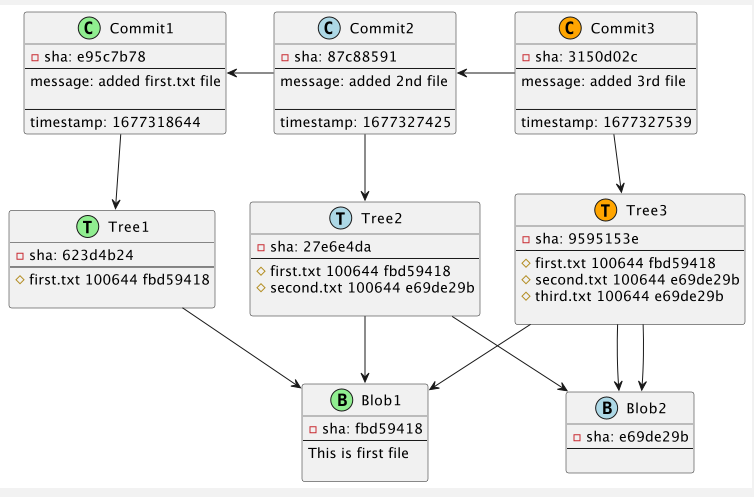 C Commit1
sha: e95c7b78
message: added first.txt file
timestamp: 1677318644
C Commit2
sha: 87c88591
message: added 2nd file
timestamp: 1677327425
C Commit3
sha: 3150d02c
message: added 3rd file
timestamp: 1677327539
T Tree1
sha: 623d4b24
first.txt 100644 fbd59418
T Tree2
sha: 27e6e4da
first.txt 100644 fbd59418
second.txt 100644 e69de29b
T Tree3
sha: 9595153e
first.txt 100644 fbd59418
second.txt 100644 e69de29b
third.txt 100644 e69de29b
B Blob1
sha: fbd59418
This is first file
B Blob2
sha: e69de29b